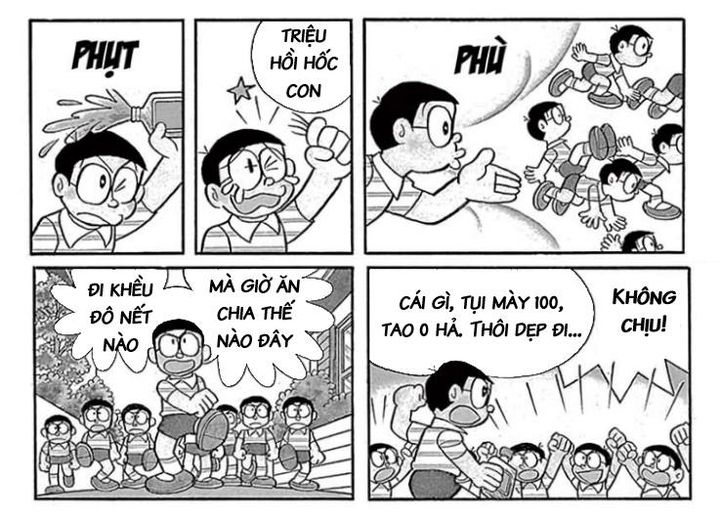 PHỤT
TRIỆU
HỒI HỐC
CON
PHÙ
ĐI KHỀU
ĐÔ NẾT
NÀO
MÀ GIỜ ĂN
CHIA THẾ
NÀO ĐÂY
CÁI GÌ, TỤI MÀY 100,
TAO 0 HẢ. THÔI DẸP ĐI...
KHÔNG
CHỊU!